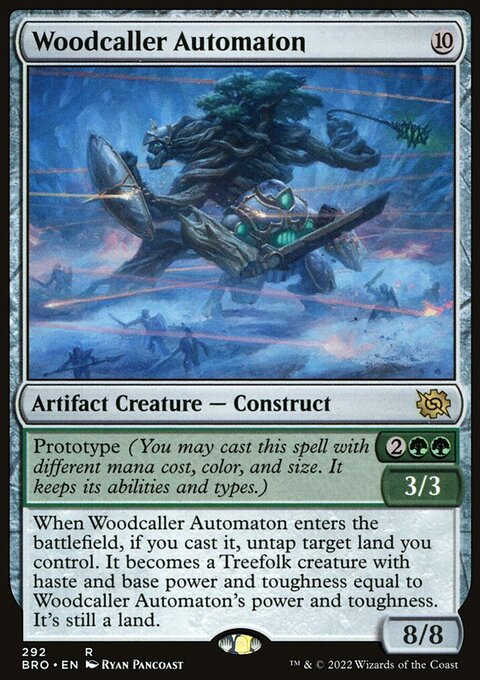 Woodcaller Automaton 10
Artifact Creature — Construct
Prototype (You may cast this spell with 2
different mana cost, color, and size. It
keeps its abilities and types.) 3/3
When Woodcaller Automaton enters the
battlefield, if you cast it, untap target land you
control. It becomes a Treefolk creature with
haste and base power and toughness equal to
Woodcaller Automaton's power and toughness.
It's still a land.
8/8
292 R
BRO • EN RYAN PANCOAST ™ & © 2022 Wizards of the Coast